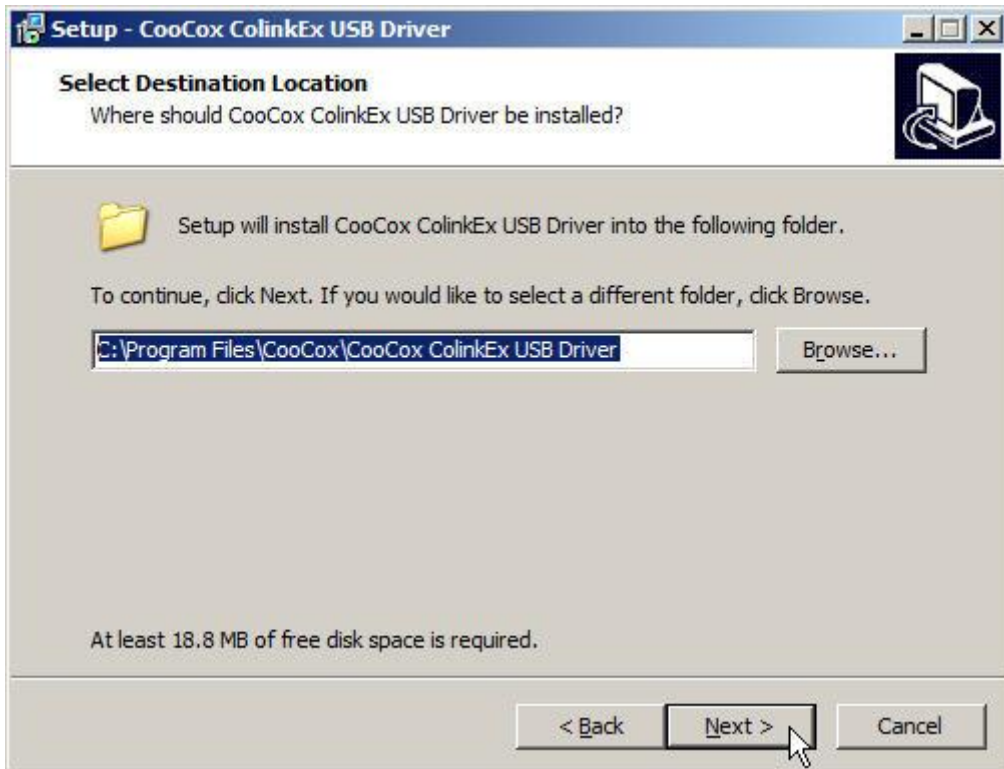 Setup - CooCox ColinkEx USB Driver
Select Destination Location
Where should CooCox ColinkEx USB Driver be installed?
Setup will install CooCox ColinkEx USB Driver into the following folder.
To continue, click Next. If you would like to select a different folder, click Browse.
C:\Program Files\CooCox\CooCox ColinkEx USB Driver
Browse...
At least 18.8 MB of free disk space is required.
< Back
Next >
Cancel